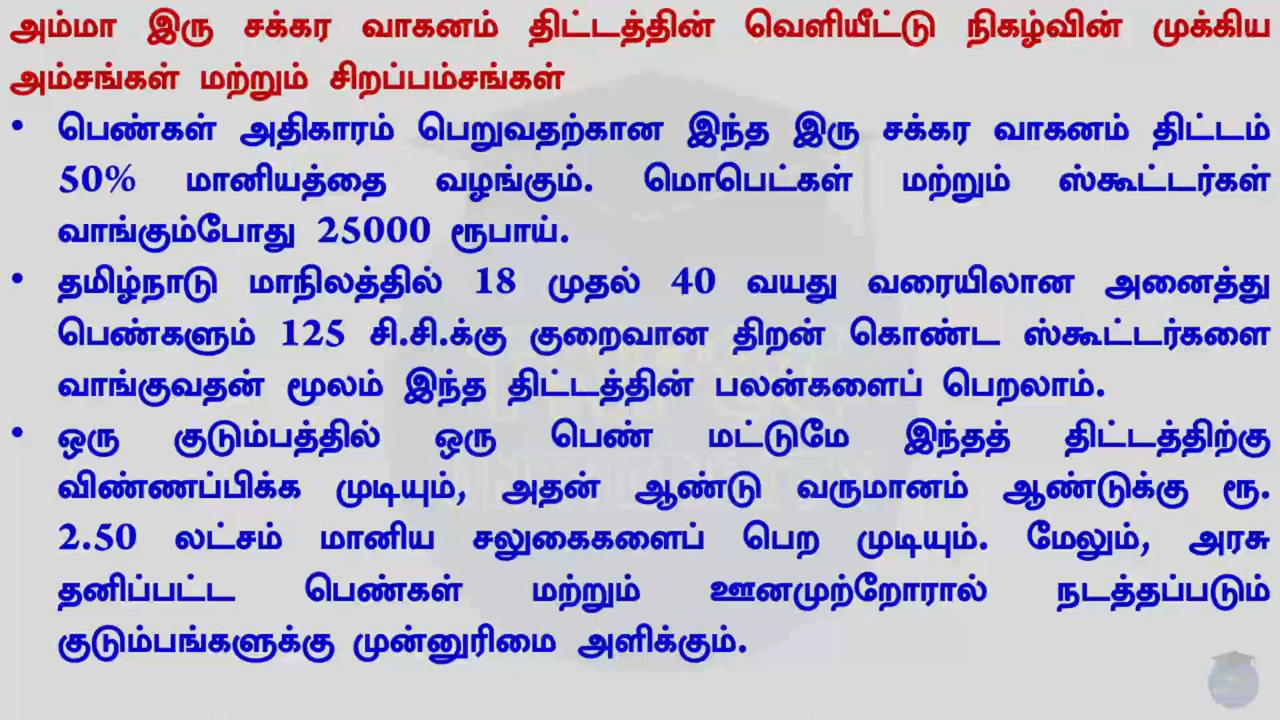 அம்மா இரு சக்கர வாகனம் திட்டத்தின் வெளியீட்டு நிகழ்வின் முக்கிய
அம்சங்கள் மற்றும் சிறப்பம்சங்கள்
• பெண்கள் அதிகாரம் பெறுவதற்கான இந்த இரு சக்கர வாகனம் திட்டம்
50% மானியத்தை வழங்கும். மொபெட்கள் மற்றும் ஸ்கூட்டர்கள்
வாங்கும்போது 25000 ரூபாய்.
• தமிழ்நாடு மாநிலத்தில் 18 முதல் 40 வயது வரையிலான அனைத்து
பெண்களும் 125 சி.சி.க்கு குறைவான திறன் கொண்ட ஸ்கூட்டர்களை
வாங்குவதன் மூலம் இந்த திட்டத்தின் பலன்களைப் பெறலாம்.
• ஒரு குடும்பத்தில் ஒரு பெண் மட்டுமே இந்தத் திட்டத்திற்கு
விண்ணப்பிக்க முடியும், அதன் ஆண்டு வருமானம் ஆண்டுக்கு ரூ.
2.50 லட்சம் மானிய சலுகைகளைப் பெற முடியும். மேலும், அரசு
தனிப்பட்ட பெண்கள் மற்றும் ஊனமுற்றோரால் நடத்தப்படும்
குடும்பங்களுக்கு முன்னுரிமை அளிக்கும்.